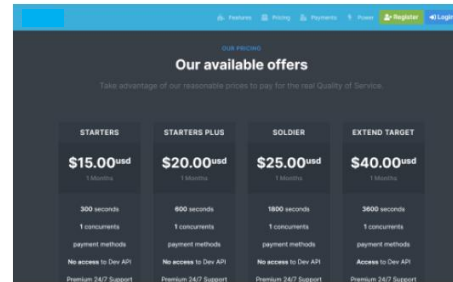 Features Pricing Payments Power Register Login
OUR PRICING
Our available offers
Take advantage of our reasonable prices to pay for the real Quality of Service.
STARTERS STARTERS PLUS SOLDIER EXTEND TARGET
$15.00usd $20.00usd $25.00usd $40.00usd
1 Months 1 Months 1 Months 1 Months
300 seconds 600 seconds 1800 seconds 3600 seconds
1 concurrents 1 concurrents 1 concurrents 1 concurrents
payment methods payment methods payment methods payment methods
No access to Dev API No access to Dev API No access to Dev API Access to Dev API
Premium 24/7 Support Premium 24/7 Support Premium 24/7 Support Premium 24/7 Support